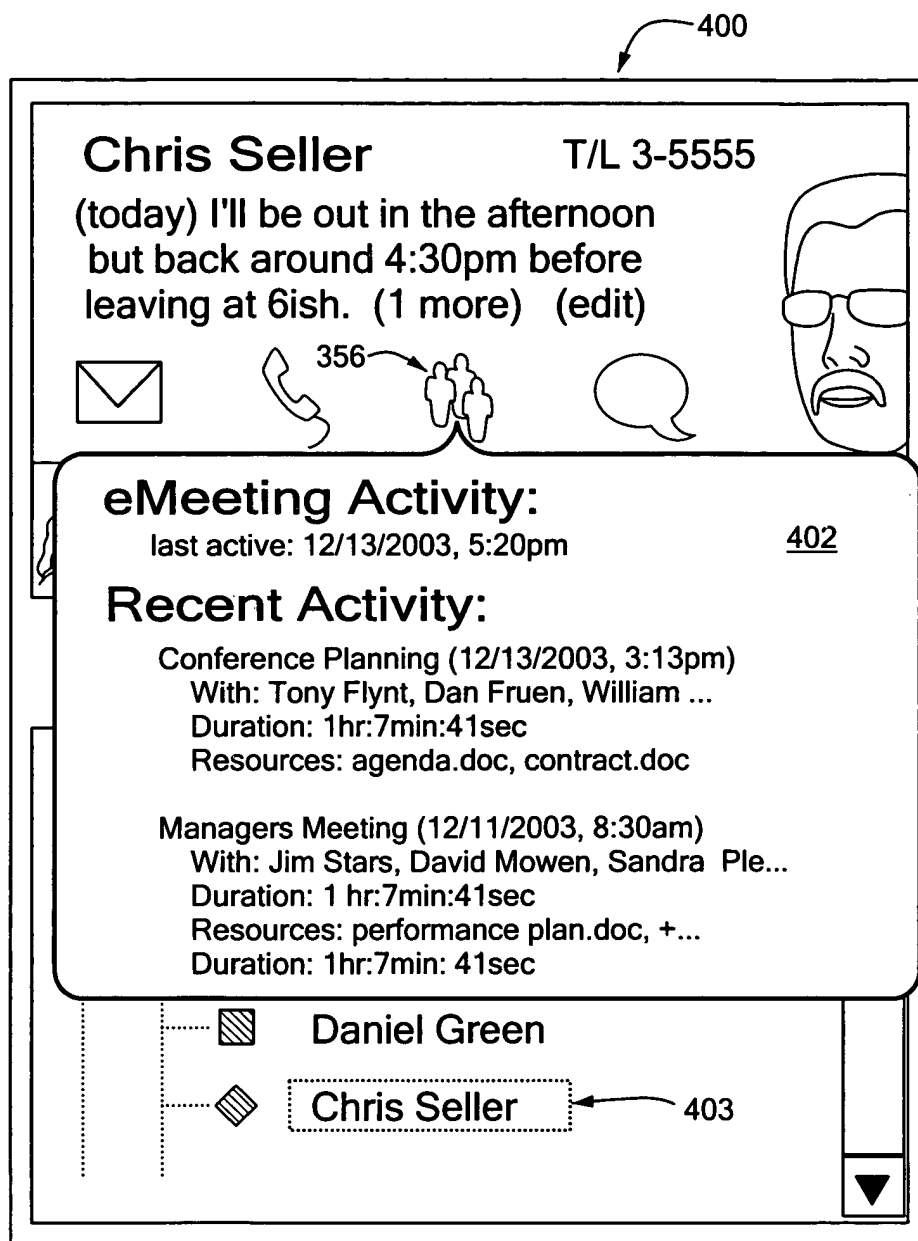 400
Chris Seller T/L 3-5555
(today) I'll be out in the afternoon
but back around 4:30pm before
leaving at 6ish. (1 more) (edit)
356
eMeeting Activity:
last active: 12/13/2003, 5:20pm 402
Recent Activity:
Conference Planning (12/13/2003, 3:13pm)
With: Tony Flynt, Dan Fruen, William ...
Duration: 1hr:7min:41sec
Resources: agenda.doc, contract.doc
Managers Meeting (12/11/2003, 8:30am)
With: Jim Stars, David Mowen, Sandra Ple...
Duration: 1 hr:7min:41sec
Resources: performance plan.doc, +...
Duration: 1hr:7min: 41sec
Daniel Green
Chris Seller 403